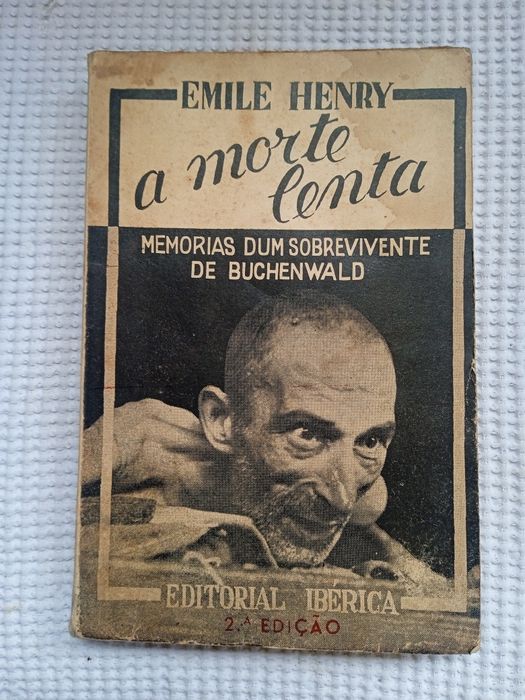 EMILE HENRY
a morte
lenta
MEMORIAS DUM SOBREVIVENTE
DE BUCHENWALD
EDITORIAL IBÉRICA
2.ª EDIÇÃO